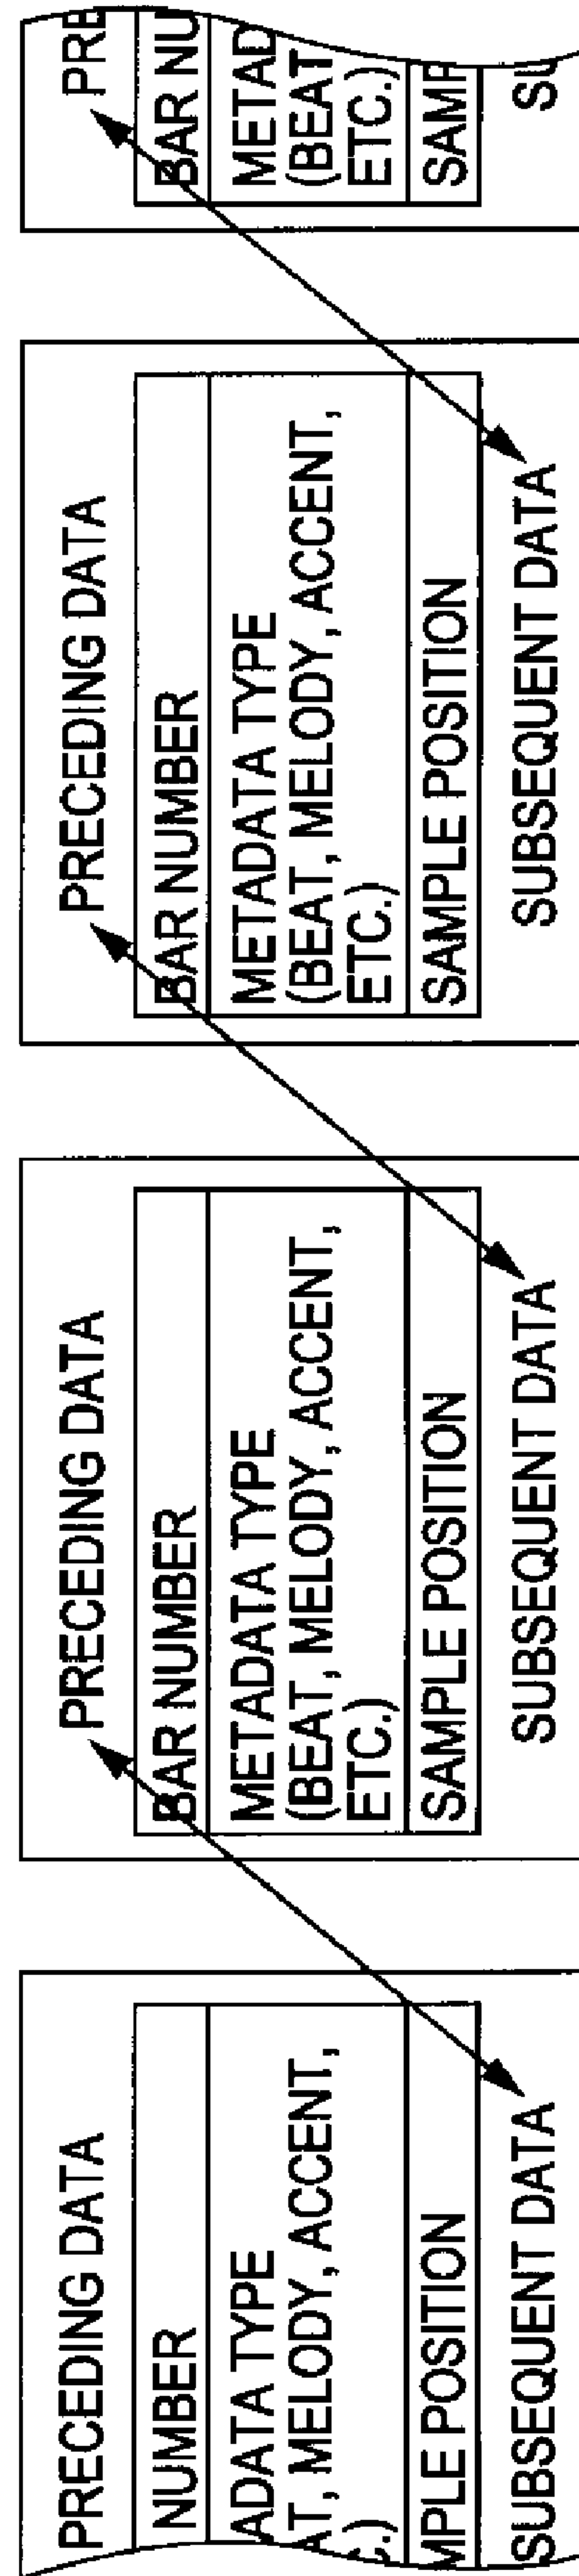 PRECEDING DATA
NUMBER
ADATA TYPE
AT, MELODY, ACCENT,
C.)
MPLE POSITION
SUBSEQUENT DATA
PRECEDING DATA
BAR NUMBER
METADATA TYPE
(BEAT, MELODY, ACCENT,
ETC.)
SAMPLE POSITION
SUBSEQUENT DATA
PRECEDING DATA
BAR NUMBER
METADATA TYPE
(BEAT, MELODY, ACCENT,
ETC.)
SAMPLE POSITION
SUBSEQUENT DATA
PRE
BAR NU
METAD
(BEAT
ETC.)
SAMP
SU